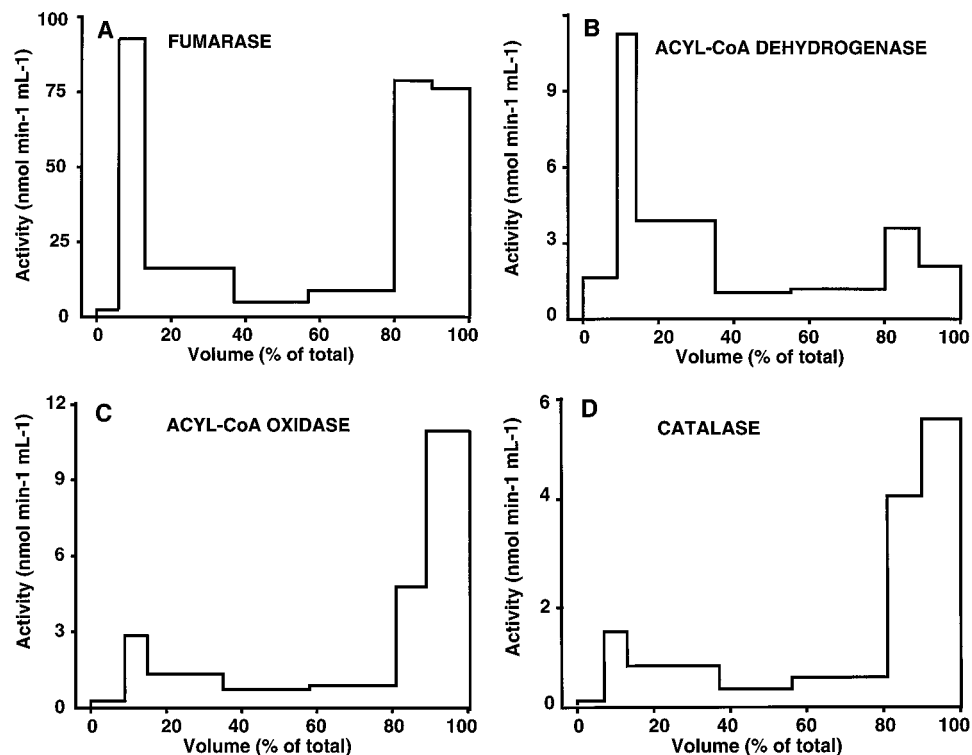 A
FUMARASE
Activity (nmol min-1 mL-1)
100
75
50
25
0
0 20 40 60 80 100
Volume (% of total)
B
ACYL-CoA DEHYDROGENASE
Activity (nmol min-1 mL-1)
9
6
3
0
0 20 40 60 80 100
Volume (% of total)
C
ACYL-CoA OXIDASE
Activity (nmol min-1 mL-1)
12
9
6
3
0
0 20 40 60 80 100
Volume (% of total)
D
CATALASE
Activity (nmol min-1 mL-1)
6
4
2
0
0 20 40 60 80 100
Volume (% of total)